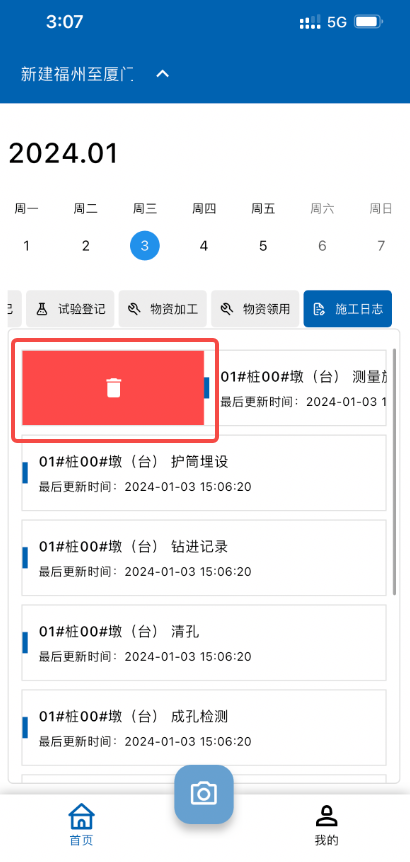 3:07
5G
新建福州至厦门
2024.01
周一 周二 周三 周四 周五 周六 周日
1 2 3 4 5 6 7
试验登记 物资加工 物资领用 施工日志
01#桩00#墩（台） 测量
最后更新时间：2024-01-03 1
01#桩00#墩（台） 护筒埋设
最后更新时间：2024-01-03 15:06:20
01#桩00#墩（台） 钻进记录
最后更新时间：2024-01-03 15:06:20
01#桩00#墩（台） 清孔
最后更新时间：2024-01-03 15:06:20
01#桩00#墩（台） 成孔检测
最后更新时间：2024-01-03 15:06:20
首页 我的